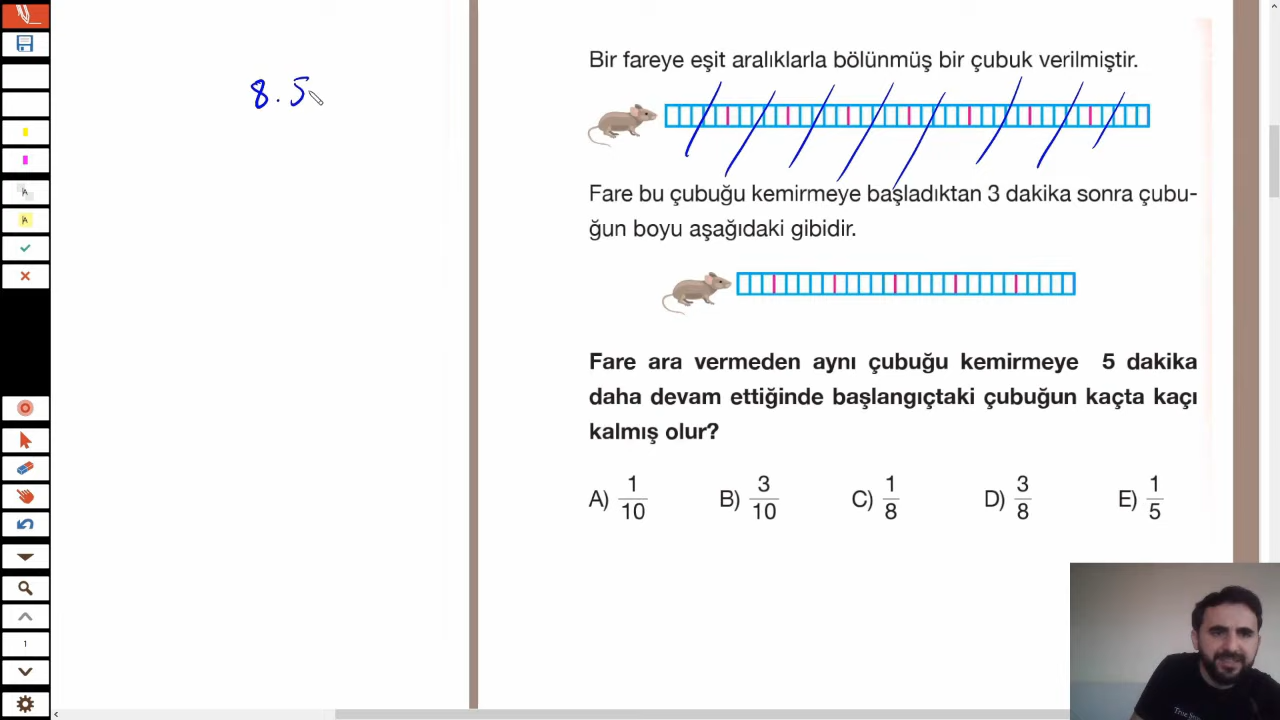 8.5
Bir fareye eşit aralıklarla bölünmüş bir çubuk verilmiştir.
Fare bu çubuğu kemirmeye başladıktan 3 dakika sonra çubu-
ğun boyu aşağıdaki gibidir.
Fare ara vermeden aynı çubuğu kemirmeye 5 dakika
daha devam ettiğinde başlangıçtaki çubuğun kaçta kaçı
kalmış olur?
A) 1/10 B) 3/10 C) 1/8 D) 3/8 E) 1/5
A
A
1